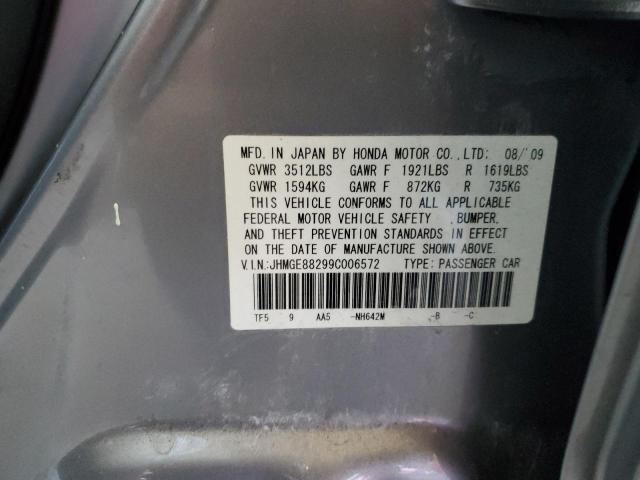 MFD. IN JAPAN BY HONDA MOTOR CO., LTD: 08/'09
GVWR 3512LBS GAWR F 1921LBS R 1619LBS
GVWR 1594KG GAWR F 872KG R 735KG
THIS VEHICLE CONFORMS TO ALL APPLICABLE
FEDERAL MOTOR VEHICLE SAFETY , BUMPER,
AND THEFT PREVENTION STANDARDS IN EFFECT
ON THE DATE OF MANUFACTURE SHOWN ABOVE.
V.I.N:JHMGE88299C006572 TYPE: PASSENGER CAR
TF5 9 AA5 -NH642M -B -C